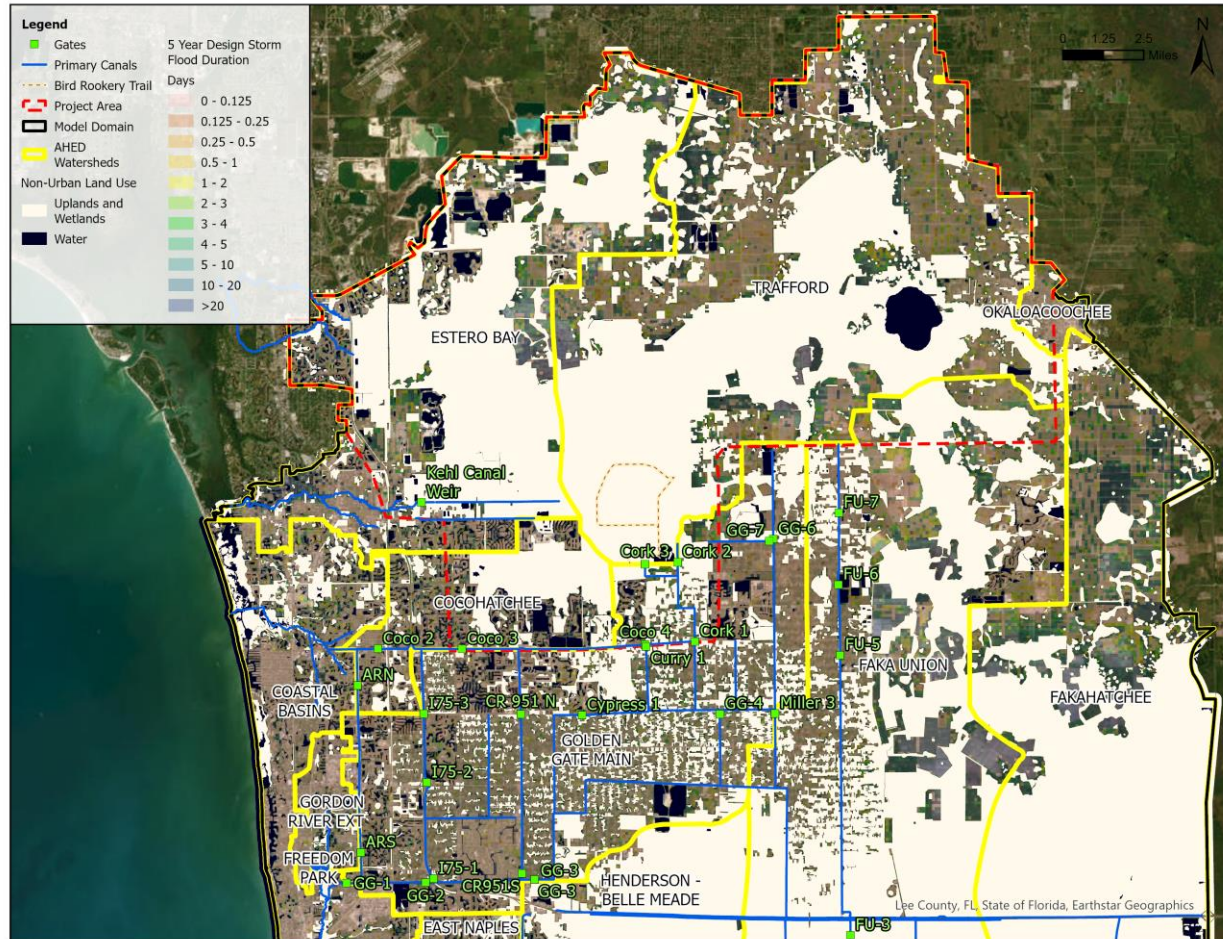 Legend
Gates
Primary Canals
Bird Rookery Trail
Project Area
Model Domain
AHED
Watersheds
Non-Urban Land Use
Uplands and
Wetlands
Water
5 Year Design Storm
Flood Duration
Days
0 - 0.125
0.125 - 0.25
0.25 - 0.5
0.5 - 1
1 - 2
2 - 3
3 - 4
4 - 5
5 - 10
10 - 20
>20
N
0 1.25 2.5
Miles
TRAFFORD
OKALOACOOCHEE
ESTERO BAY
Kehl Canal
Weir
FU-7
GG-7
GG-6
Cork 3
Cork 2
FU-6
COCOHATCHEE
Coco 2
Coco 3
Coco 4
Cork 1
Curry 1
FU-5
FAKA UNION
COASTAL
BASINS
ARN
FAKAHATCHEE
I75-3
CR 951 N
Cypress 1
GG-4
Miller 3
GOLDEN
GATE MAIN
I75-2
GORDON
RIVER EXT
ARS
FREEDOM
PARK
GG-1
I75-1
GG-2
CR951S
GG-3
GG-3
HENDERSON -
BELLE MEADE
EAST NAPLES
FU-3
Lee County, FL, State of Florida, Earthstar Geographics